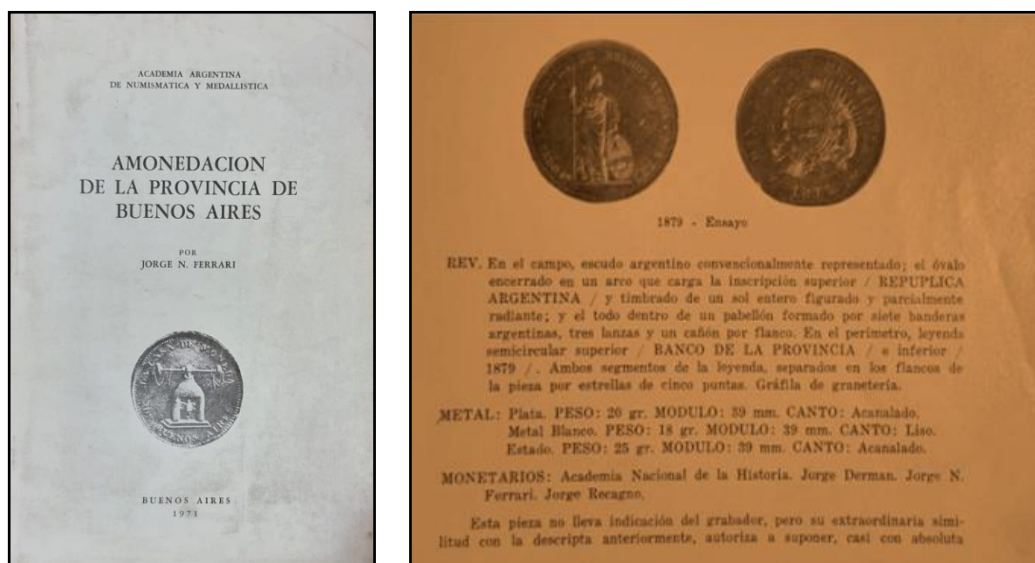 ACADEMIA ARGENTINA
DE NUMISMATICA Y MEDALLISTICA
AMONEDACION
DE LA PROVINCIA DE
BUENOS AIRES
POR
JORGE N. FERRARI
BUENOS AIRES
1971
1879 - Ensayo
REV. En el campo, escudo argentino convencionalmente representado; el óvalo
encerrado en un arco que carga la inscripción superior / REPUPLICA
ARGENTINA / y timbrado de un sol entero figurado y parcialmente
radiante; y el todo dentro de un pabellón formado por siete banderas
argentinas, tres lanzas y un cañón por flanco. En el perímetro, leyenda
semicircular superior / BANCO DE LA PROVINCIA / e inferior /
1879 /. Ambos segmentos de la leyenda, separados en los flancos de
la pieza por estrellas de cinco puntas. Gráfila de granetería.
METAL: Plata. PESO: 20 gr. MODULO: 39 mm. CANTO: Acanalado.
Metal Blanco. PESO: 18 gr. MODULO: 39 mm. CANTO: Liso.
Estado. PESO: 25 gr. MODULO: 39 mm. CANTO: Acanalado.
MONETARIOS: Academia Nacional de la Historia. Jorge Derman. Jorge N.
Ferrari. Jorge Recagno.
Esta pieza no lleva indicación del grabador, pero su extraordinaria simi-
litud con la descripta anteriormente, autoriza a suponer, casi con absoluta